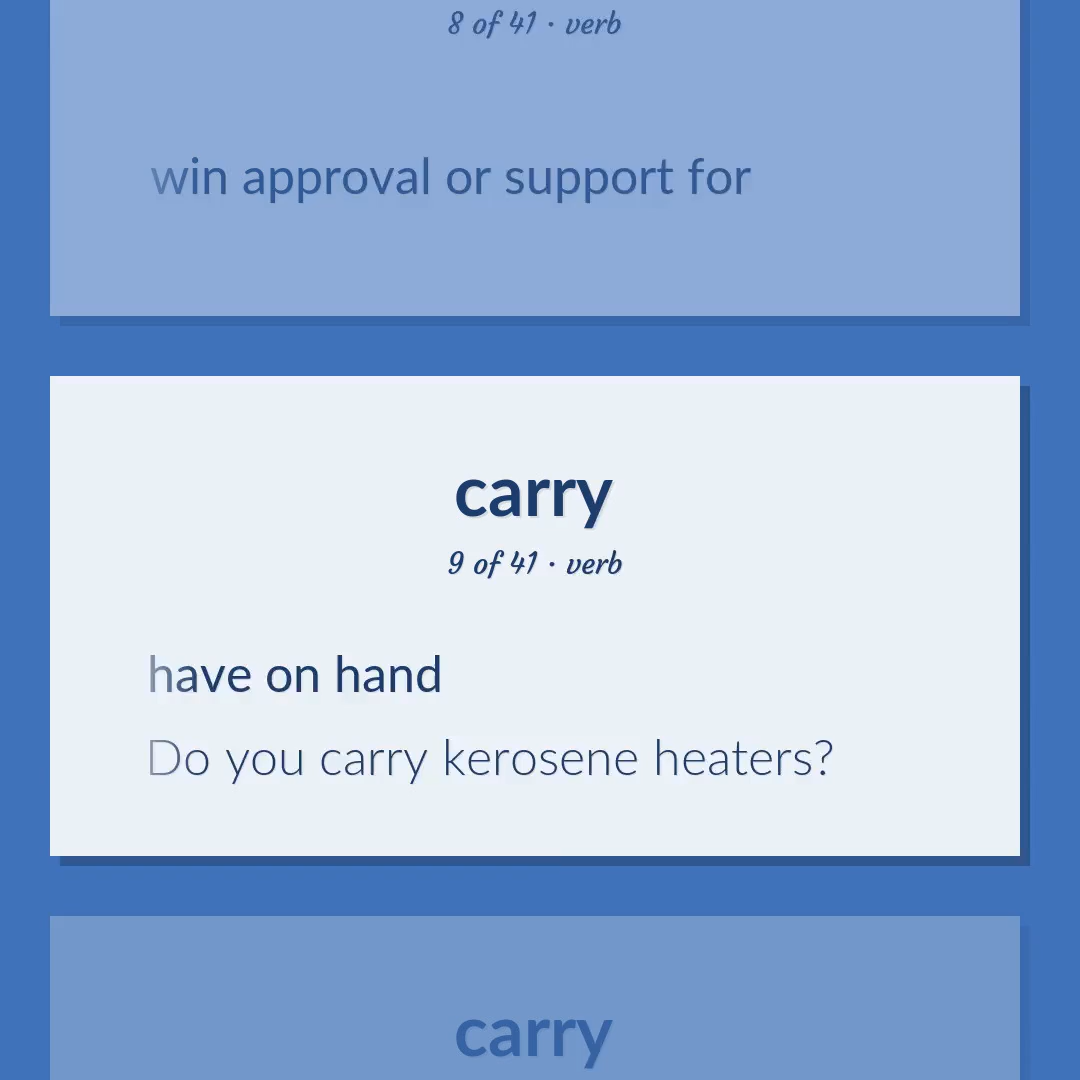 8 of 41 · verb
win approval or support for
carry
9 of 41 · verb
have on hand
Do you carry kerosene heaters?
carry